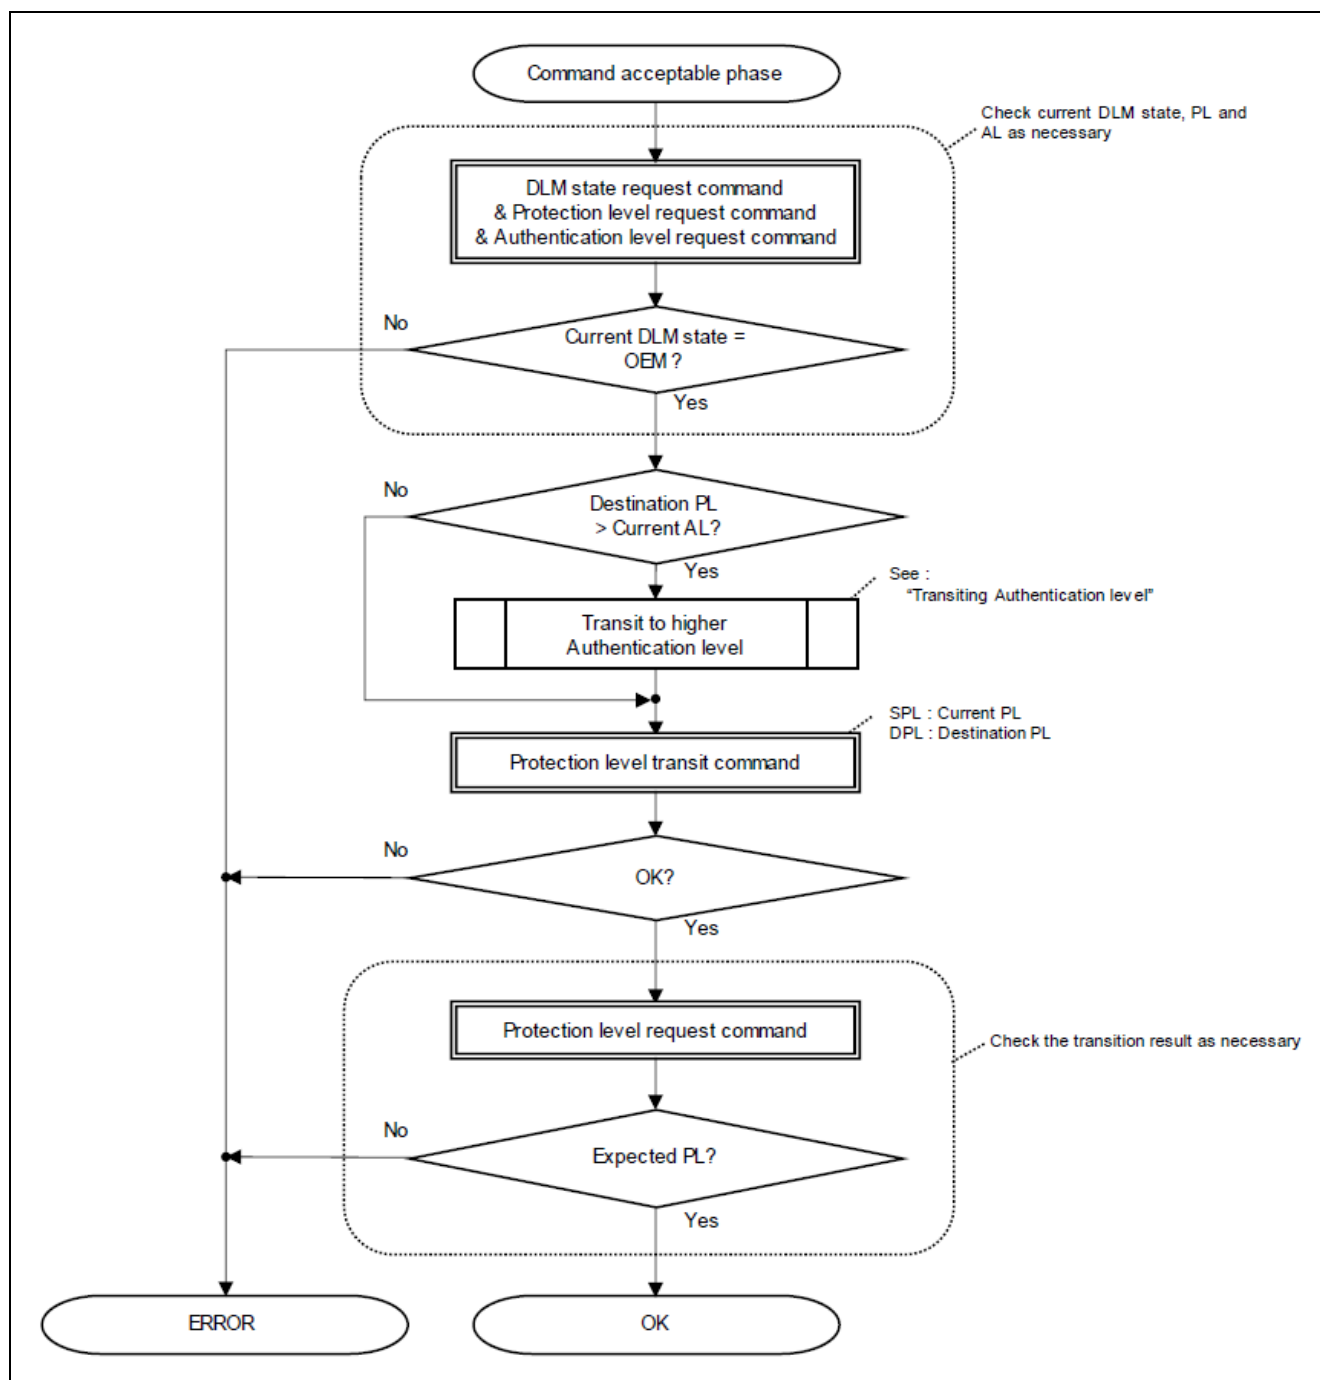 Command acceptable phase
Check current DLM state, PL and
AL as necessary
DLM state request command
& Protection level request command
& Authentication level request command
No
Current DLM state =
OEM ?
Yes
No
Destination PL
> Current AL?
Yes
See :
"Transiting Authentication level"
Transit to higher
Authentication level
SPL : Current PL
DPL : Destination PL
Protection level transit command
No
OK?
Yes
Protection level request command
Check the transition result as necessary
No
Expected PL?
Yes
ERROR
OK